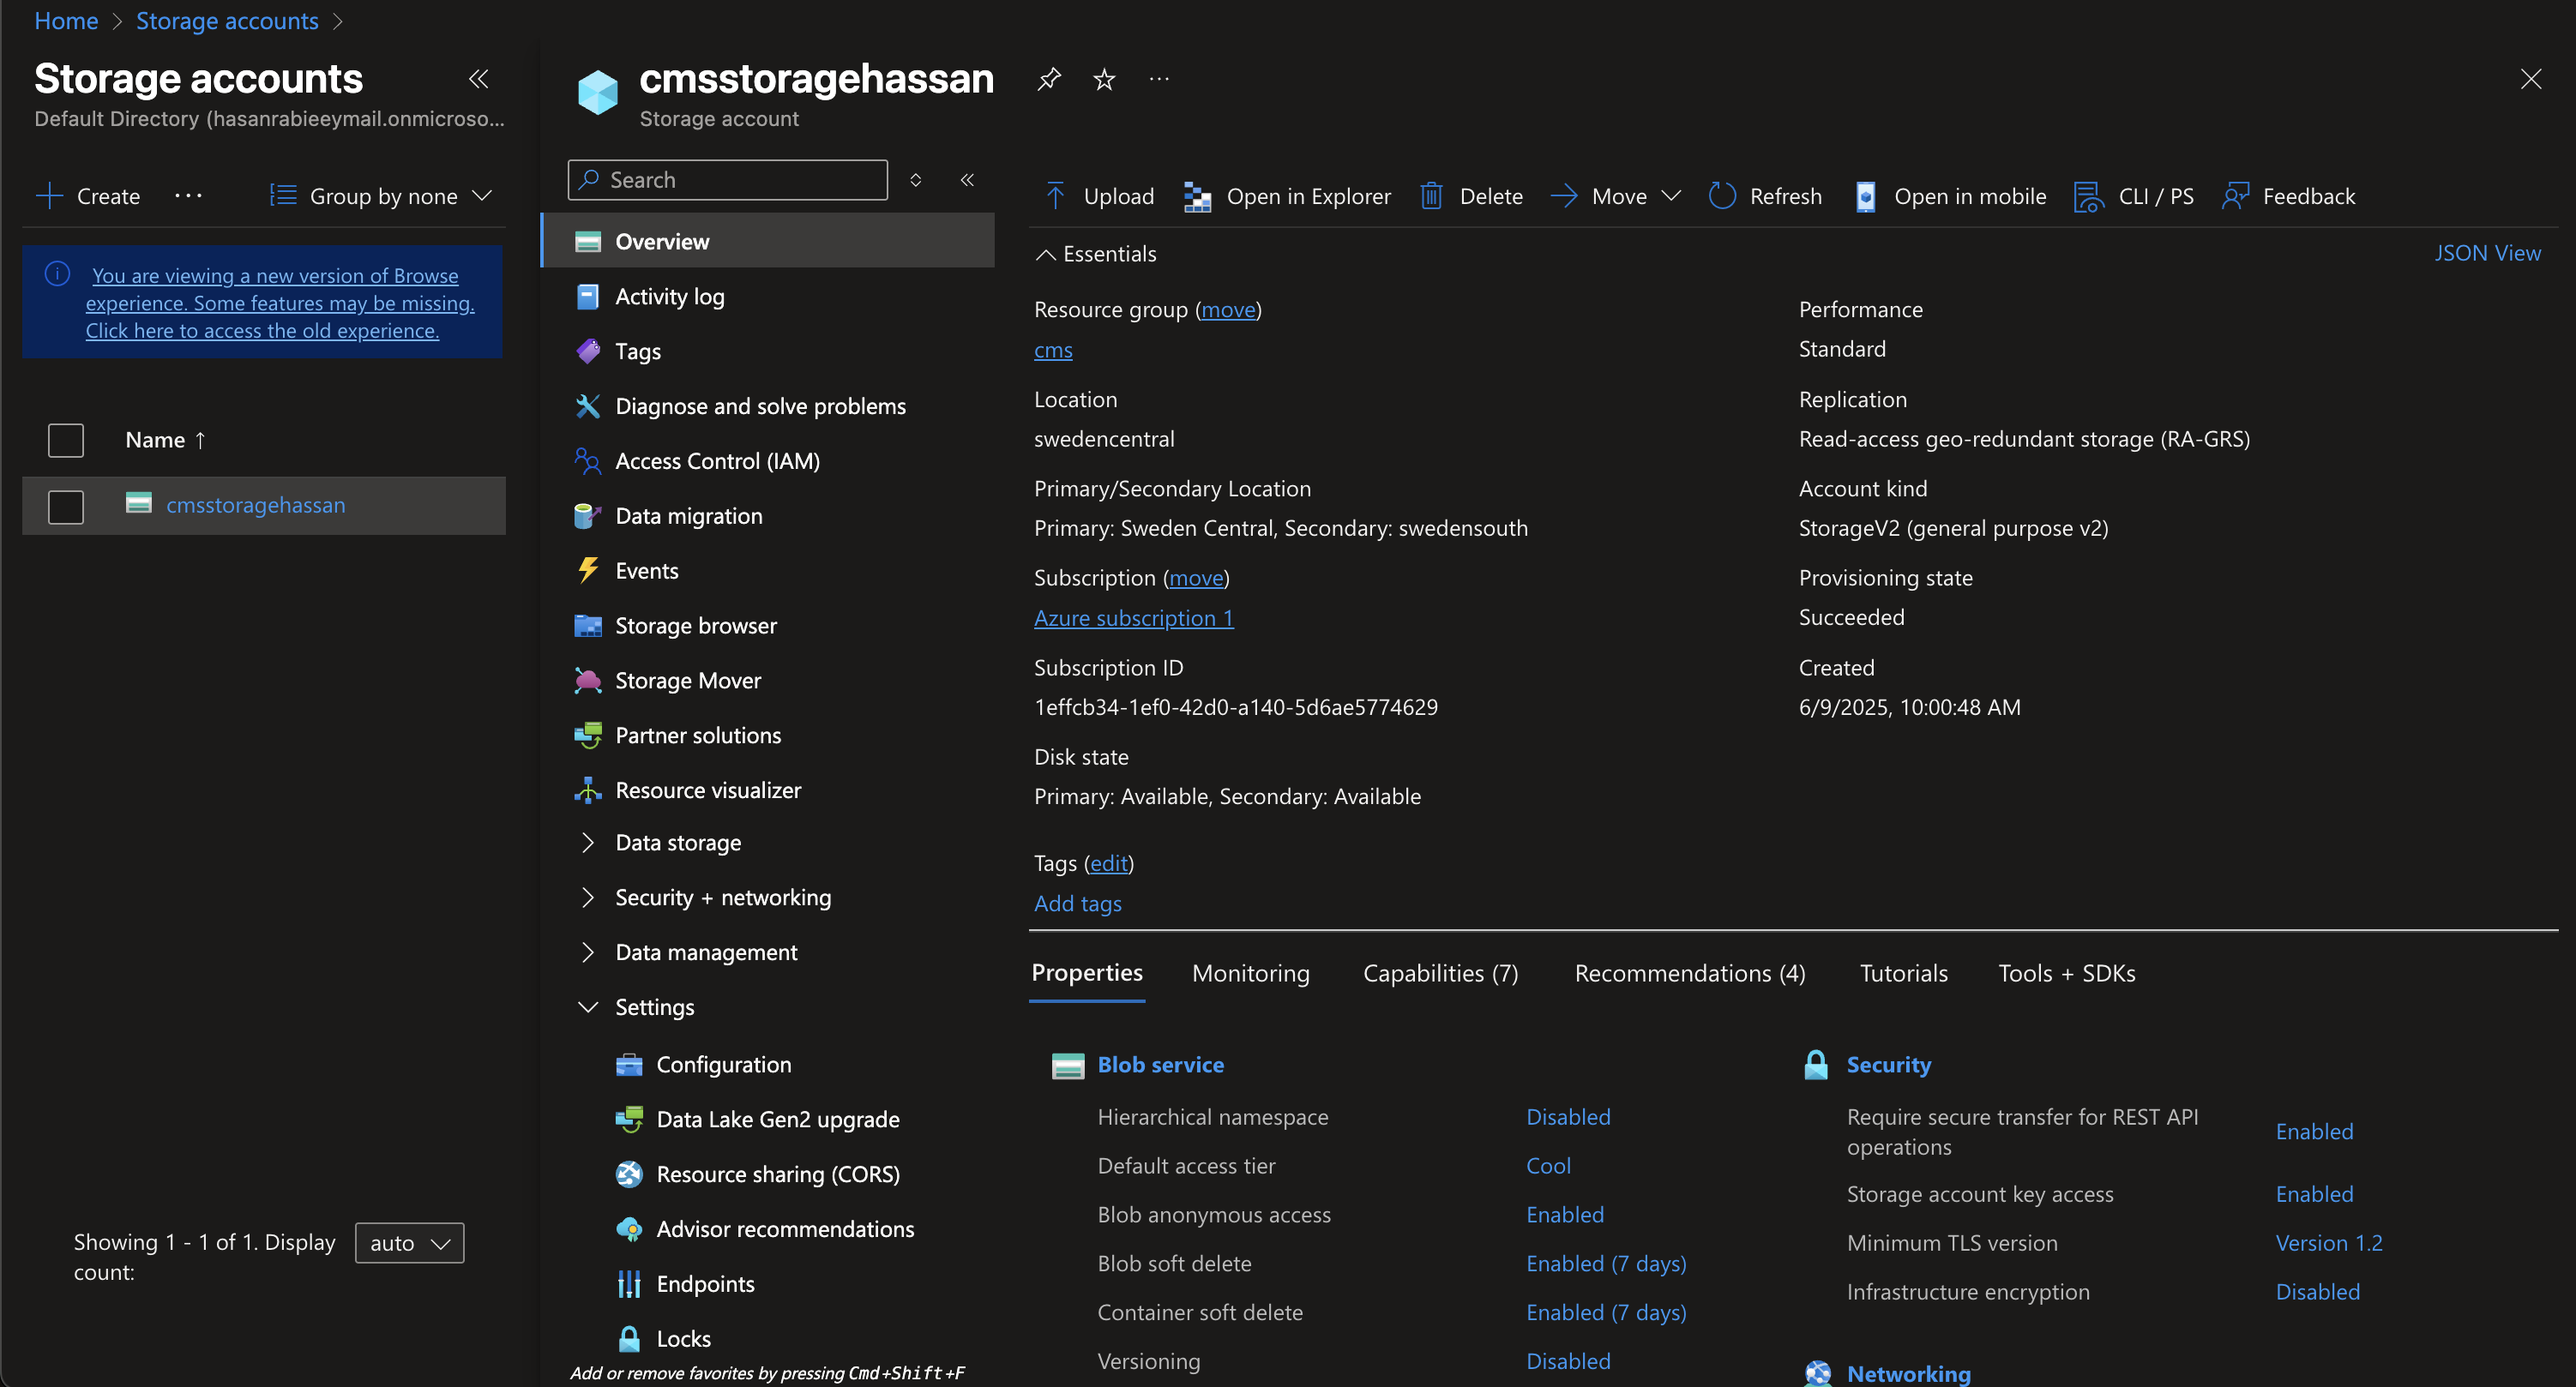 Home > Storage accounts >
Storage accounts
Default Directory (hasanrabieeymail.onmicroso...
Create
Group by none
You are viewing a new version of Browse
experience. Some features may be missing.
Click here to access the old experience.
Name ↑
cmsstoragehassan
Showing 1 - 1 of 1. Display
count:
auto
cmsstoragehassan
Storage account
Search
Overview
Activity log
Tags
Diagnose and solve problems
Access Control (IAM)
Data migration
Events
Storage browser
Storage Mover
Partner solutions
Resource visualizer
Data storage
Security + networking
Data management
Settings
Configuration
Data Lake Gen2 upgrade
Resource sharing (CORS)
Advisor recommendations
Endpoints
Locks
Add or remove favorites by pressing Cmd+Shift+F
Upload
Open in Explorer
Delete
Move
Refresh
Open in mobile
CLI / PS
Feedback
Essentials
JSON View
Resource group (move)
cms
Location
swedencentral
Primary/Secondary Location
Primary: Sweden Central, Secondary: swedensouth
Subscription (move)
Azure subscription 1
Subscription ID
1effcb34-1ef0-42d0-a140-5d6ae5774629
Disk state
Primary: Available, Secondary: Available
Tags (edit)
Add tags
Performance
Standard
Replication
Read-access geo-redundant storage (RA-GRS)
Account kind
StorageV2 (general purpose v2)
Provisioning state
Succeeded
Created
6/9/2025, 10:00:48 AM
Properties
Monitoring
Capabilities (7)
Recommendations (4)
Tutorials
Tools + SDKs
Blob service
Hierarchical namespace Disabled
Default access tier Cool
Blob anonymous access Enabled
Blob soft delete Enabled (7 days)
Container soft delete Enabled (7 days)
Versioning Disabled
Security
Require secure transfer for REST API
operations Enabled
Storage account key access Enabled
Minimum TLS version Version 1.2
Infrastructure encryption Disabled
Networking